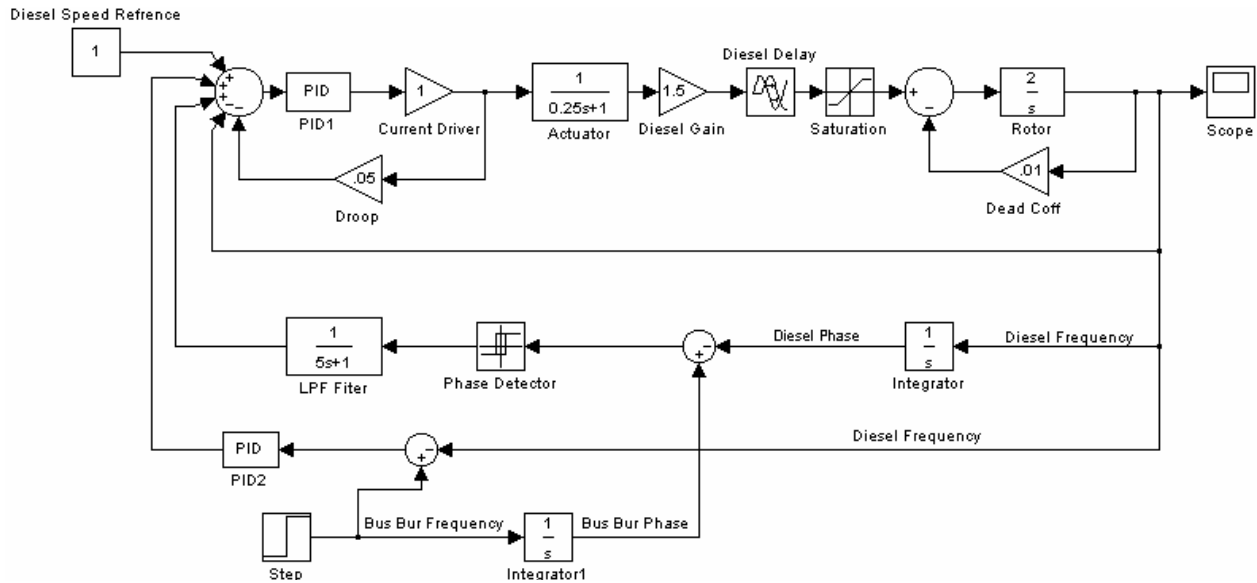 Diesel Speed Refrence
1
+
+
+
−
−
PID
PID1
1
Current Driver
1
0.25s+1
Actuator
1.5
Diesel Gain
Diesel Delay
Saturation
+
−
2
s
Rotor
Scope
.05
Droop
.01
Dead Coff
1
5s+1
LPF Fiter
Phase Detector
−
+
Diesel Phase
1
s
Integrator
Diesel Frequency
PID
PID2
−
+
Diesel Frequency
Step
Bus Bur Frequency
1
s
Integrator1
Bus Bur Phase